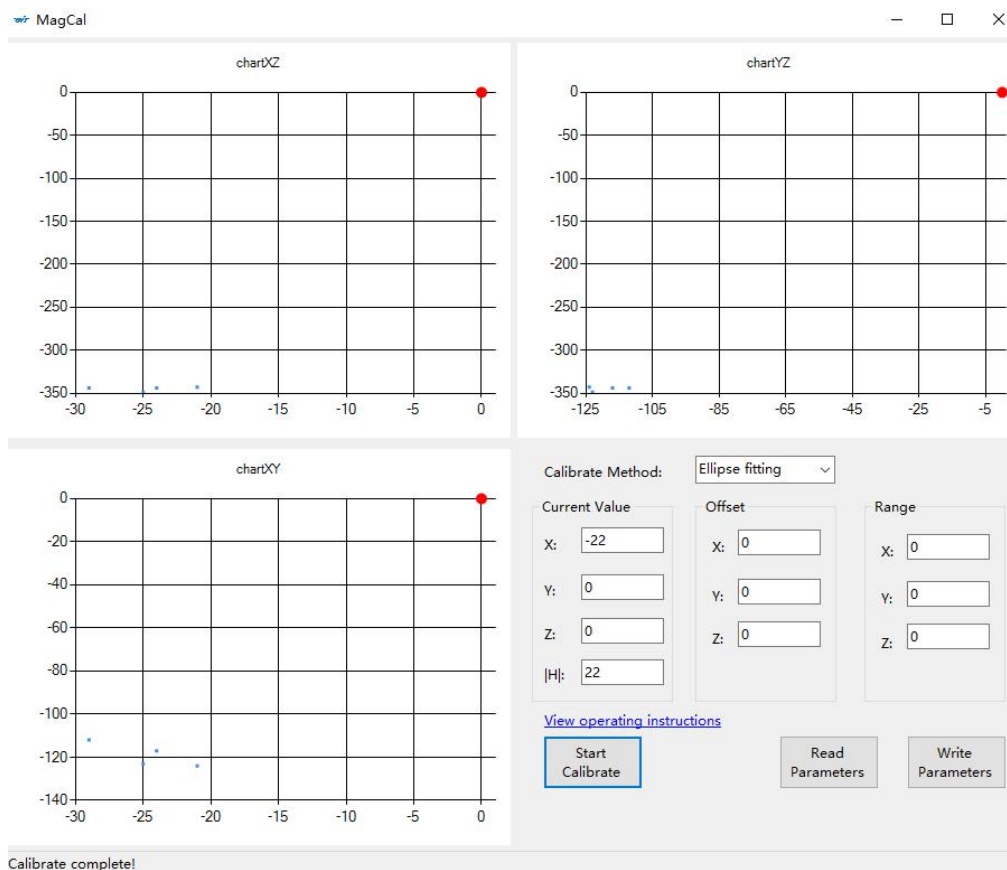 WIT MagCal
chartXZ
0
-50
-100
-150
-200
-250
-300
-350
-30 -25 -20 -15 -10 -5 0
chartYZ
0
-50
-100
-150
-200
-250
-300
-350
-125 -105 -85 -65 -45 -25 -5
chartXY
0
-20
-40
-60
-80
-100
-120
-140
-30 -25 -20 -15 -10 -5 0
Calibrate Method: Ellipse fitting
Current Value
X: -22
Y: 0
Z: 0
|H|: 22
Offset
X: 0
Y: 0
Z: 0
Range
X: 0
Y: 0
Z: 0
View operating instructions
Start
Calibrate
Read
Parameters
Write
Parameters
Calibrate complete!